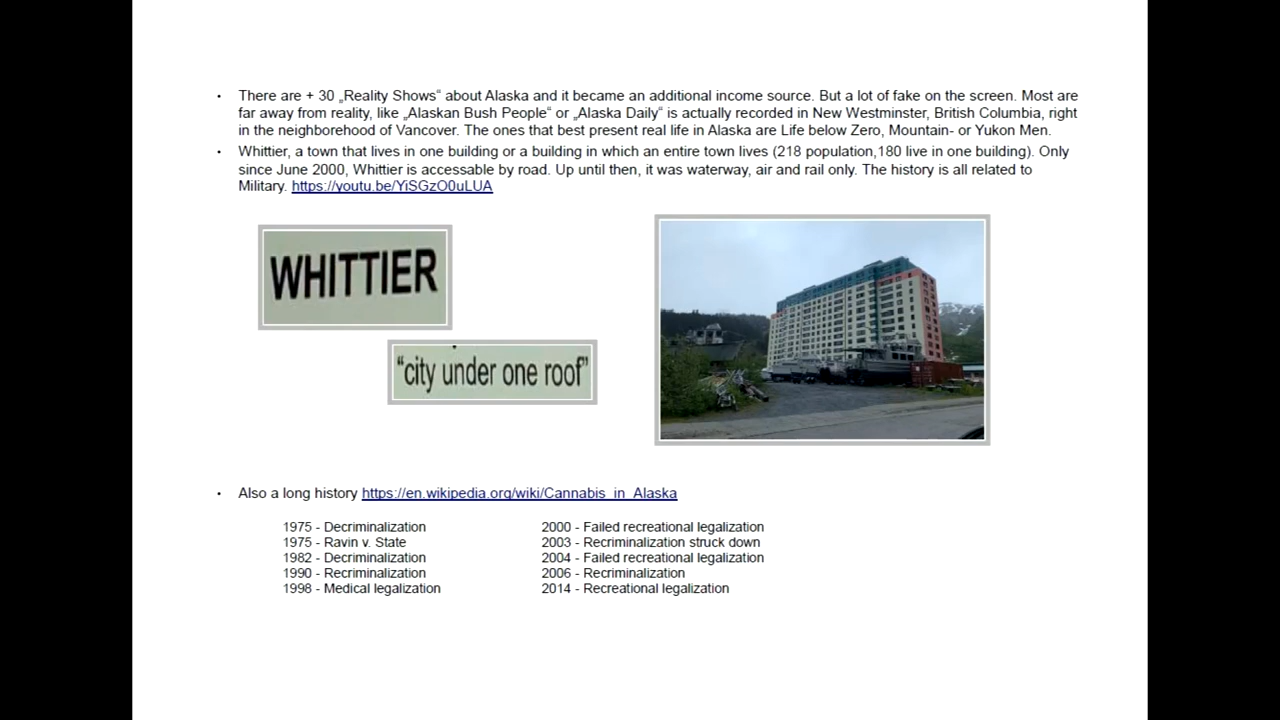 • There are + 30 „Reality Shows“ about Alaska and it became an additional income source. But a lot of fake on the screen. Most are
far away from reality, like „Alaskan Bush People“ or „Alaska Daily“ is actually recorded in New Westminster, British Columbia, right
in the neighborehood of Vancover. The ones that best present real life in Alaska are Life below Zero, Mountain- or Yukon Men.
• Whittier, a town that lives in one building or a building in which an entire town lives (218 population,180 live in one building). Only
since June 2000, Whittier is accessable by road. Up until then, it was waterway, air and rail only. The history is all related to
Military. https://youtu.be/YiSGzO0uLUA
WHITTIER
“city under one roof”
• Also a long history https://en.wikipedia.org/wiki/Cannabis_in_Alaska
1975 - Decriminalization
1975 - Ravin v. State
1982 - Decriminalization
1990 - Recriminalization
1998 - Medical legalization
2000 - Failed recreational legalization
2003 - Recriminalization struck down
2004 - Failed recreational legalization
2006 - Recriminalization
2014 - Recreational legalization